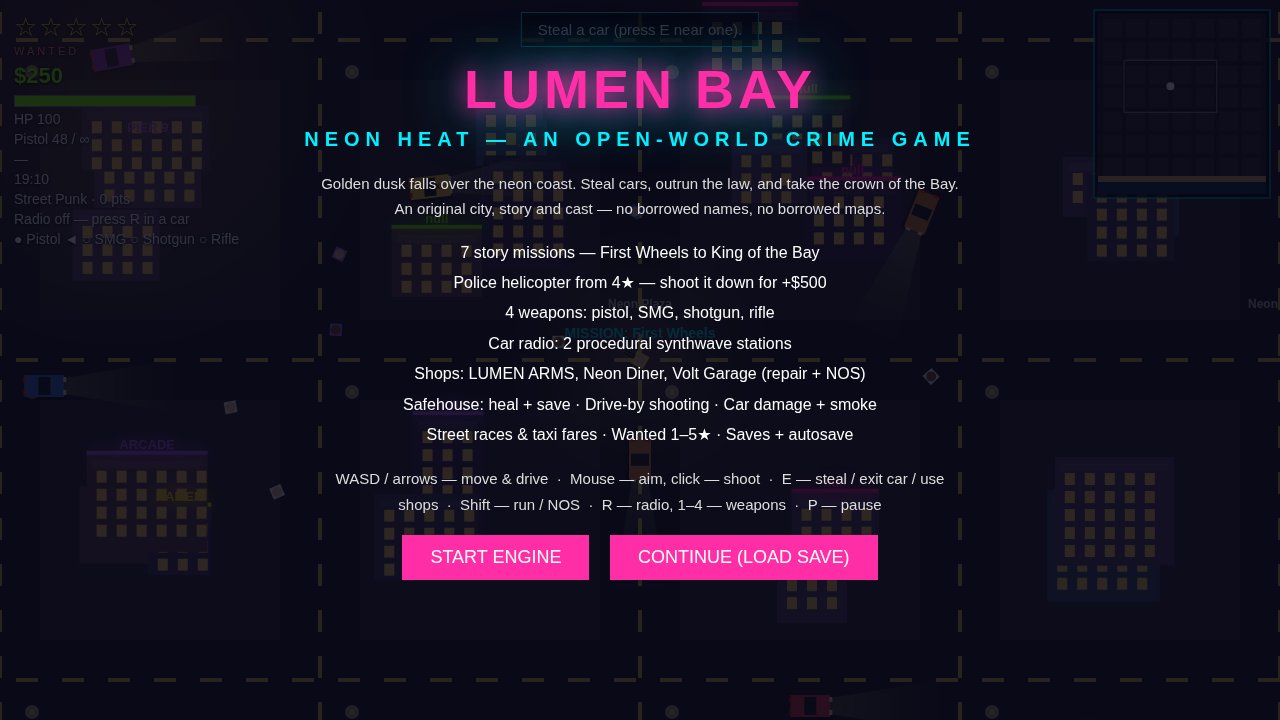 ☆☆☆☆☆
WANTED
$250
HP 100
Pistol 48 / ∞
—
19:10
Street Punk · 0 pts
Radio off — press R in a car
● Pistol ◄ ○ SMG ○ Shotgun ○ Rifle
Steal a car (press E near one).
LUMEN BAY
NEON HEAT — AN OPEN-WORLD CRIME GAME
Golden dusk falls over the neon coast. Steal cars, outrun the law, and take the crown of the Bay.
An original city, story and cast — no borrowed names, no borrowed maps.
7 story missions — First Wheels to King of the Bay
Police helicopter from 4★ — shoot it down for +$500
Neon Plaza
Neon
4 weapons: pistol, SMG, shotgun, rifle
MISSION: First Wheels
Car radio: 2 procedural synthwave stations
Shops: LUMEN ARMS, Neon Diner, Volt Garage (repair + NOS)
Safehouse: heal + save · Drive-by shooting · Car damage + smoke
Street races & taxi fares · Wanted 1–5★ · Saves + autosave
ARCADE
WASD / arrows — move & drive · Mouse — aim, click — shoot · E — steal / exit car / use
shops · Shift — run / NOS · R — radio, 1–4 — weapons · P — pause
START ENGINE
CONTINUE (LOAD SAVE)